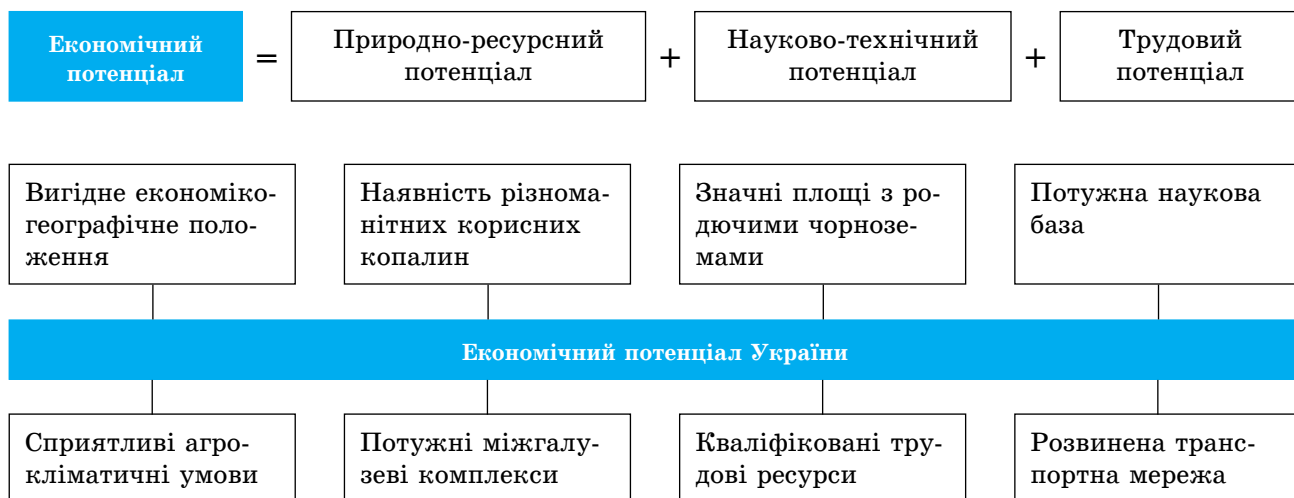 Економічний
потенціал
=
Природно-ресурсний
потенціал
+
Науково-технічний
потенціал
+
Трудовий
потенціал
Вигідне економіко-
географічне поло-
ження
Наявність різнома-
нітних корисних
копалин
Значні площі з ро-
дючими чорнозе-
мами
Потужна наукова
база
Економічний потенціал України
Сприятливі агро-
кліматичні умови
Потужні міжгалу-
зеві комплекси
Кваліфіковані тру-
дові ресурси
Розвинена транс-
портна мережа